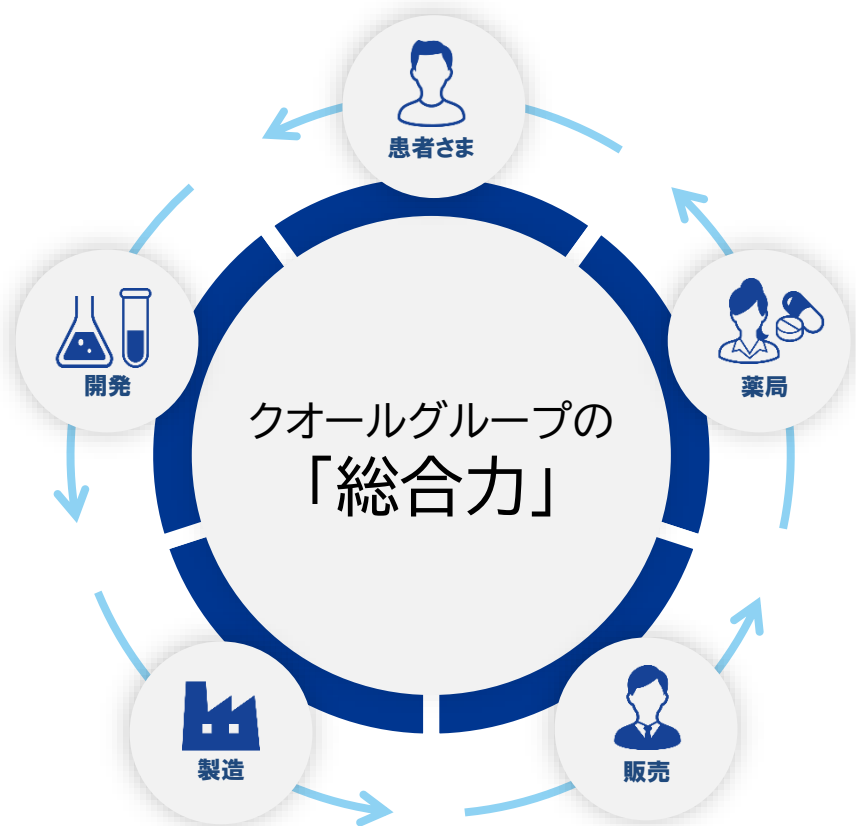 患者さま
開発
薬局
クオールグループの
「総合力」
製造
販売